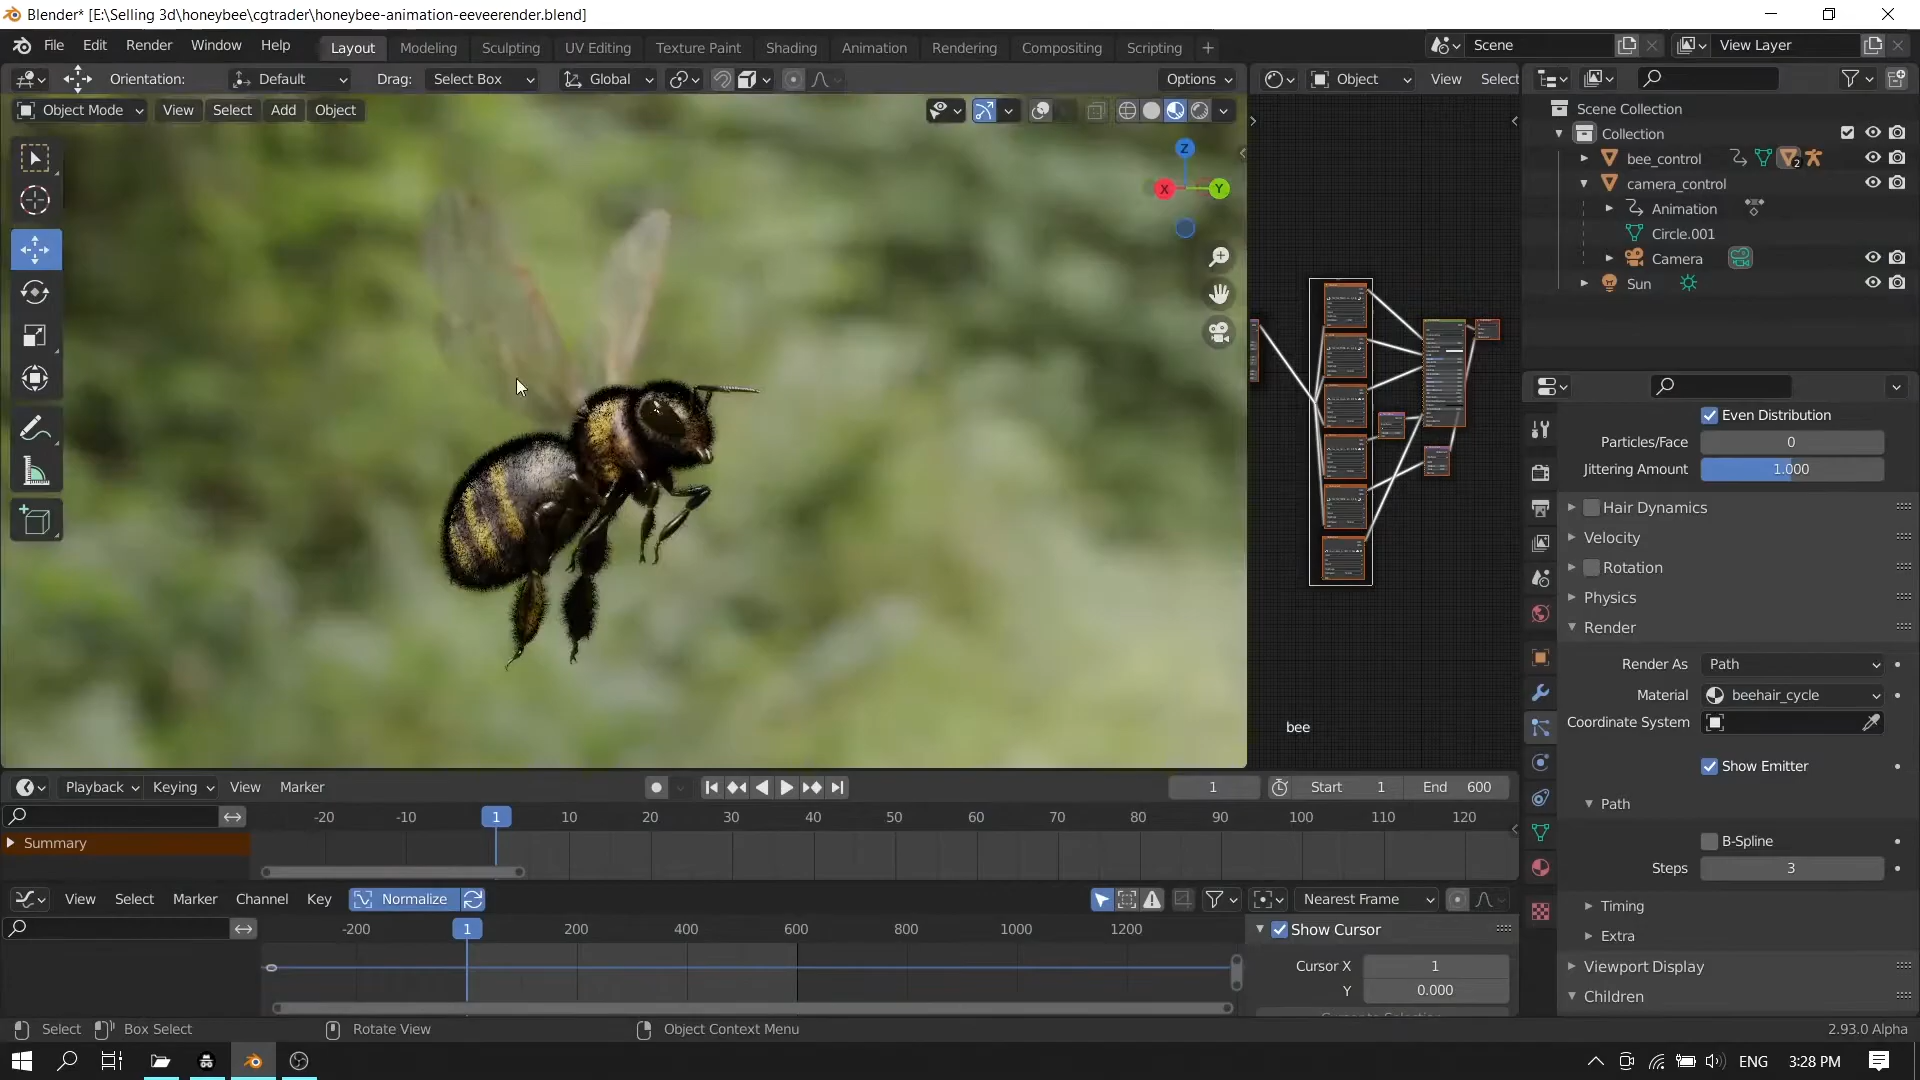 Blender* [E:\Selling 3d\honeybee\cgtrader\honeybee-animation-eeveerender.blend]
File Edit Render Window Help Layout Modeling Sculpting UV Editing Texture Paint Shading Animation Rendering Compositing Scripting + Scene View Layer
Orientation: Default Drag: Select Box Global Options Object View Select
Object Mode View Select Add Object
Z
X Y
Scene Collection
Collection
bee_control 2
camera_control
Animation
Circle.001
Camera
Sun
Even Distribution
Particles/Face 0
Jittering Amount 1.000
Hair Dynamics
Velocity
Rotation
Physics
Render
Render As Path
Material beehair_cycle
Coordinate System
Show Emitter
Path
B-Spline
Steps 3
Timing
Extra
Viewport Display
Children
bee
Playback Keying View Marker 1 Start 1 End 600
-20 -10 1 10 20 30 40 50 60 70 80 90 100 110 120
Summary
View Select Marker Channel Key Normalize Nearest Frame
-200 1 200 400 600 800 1000 1200
Show Cursor
Cursor X 1
Y 0.000
Select Box Select Rotate View Object Context Menu 2.93.0 Alpha
ENG 3:28 PM